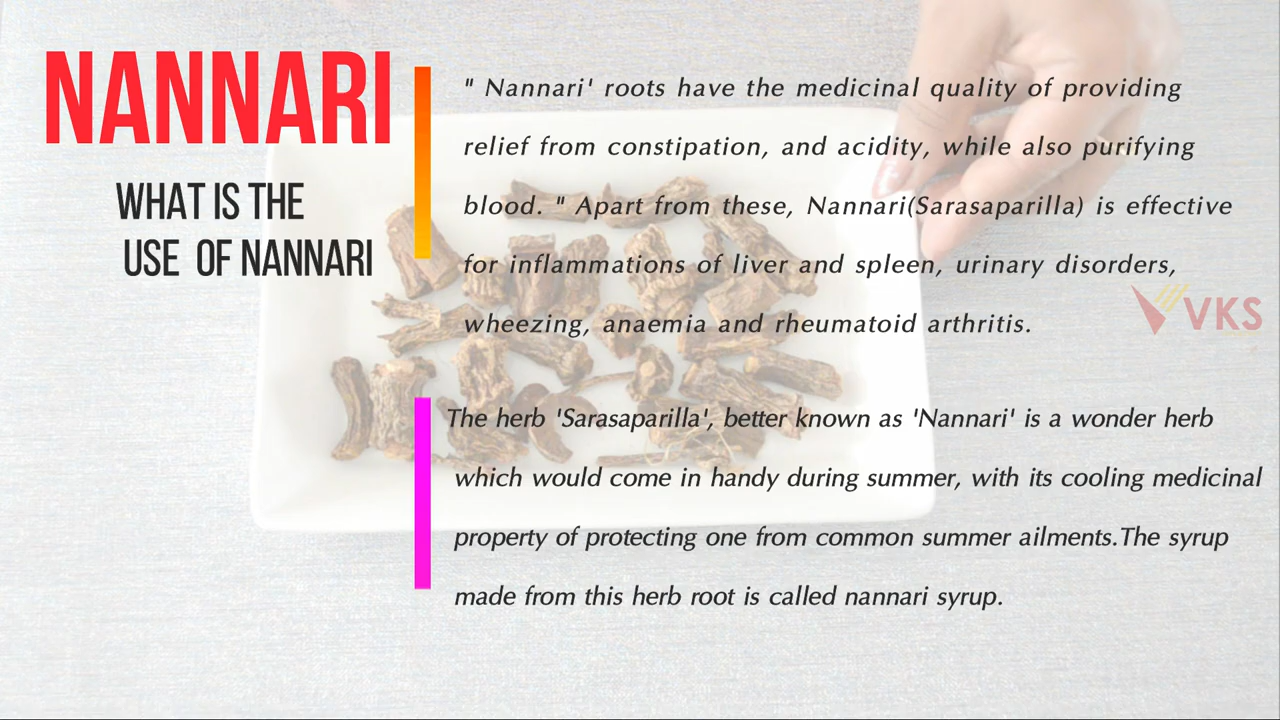 NANNARI
WHAT IS THE
USE OF NANNARI
" Nannari' roots have the medicinal quality of providing
relief from constipation, and acidity, while also purifying
blood. " Apart from these, Nannari(Sarasaparilla) is effective
for inflammations of liver and spleen, urinary disorders,
wheezing, anaemia and rheumatoid arthritis.
The herb 'Sarasaparilla', better known as 'Nannari' is a wonder herb
which would come in handy during summer, with its cooling medicinal
property of protecting one from common summer ailments.The syrup
made from this herb root is called nannari syrup.
VKS